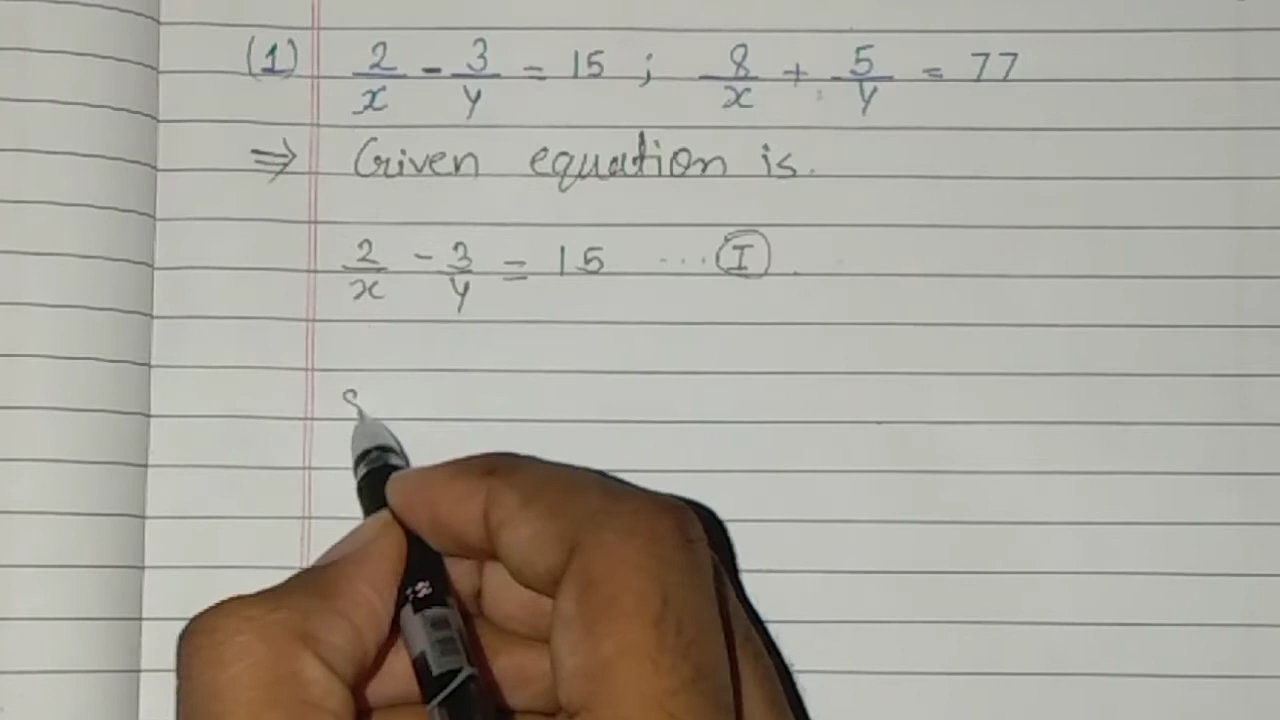 (1) 2/x - 3/y = 15 ; 8/x + 5/y = 77
⇒ Given equation is.
2/x - 3/y = 15 ... Ⓘ